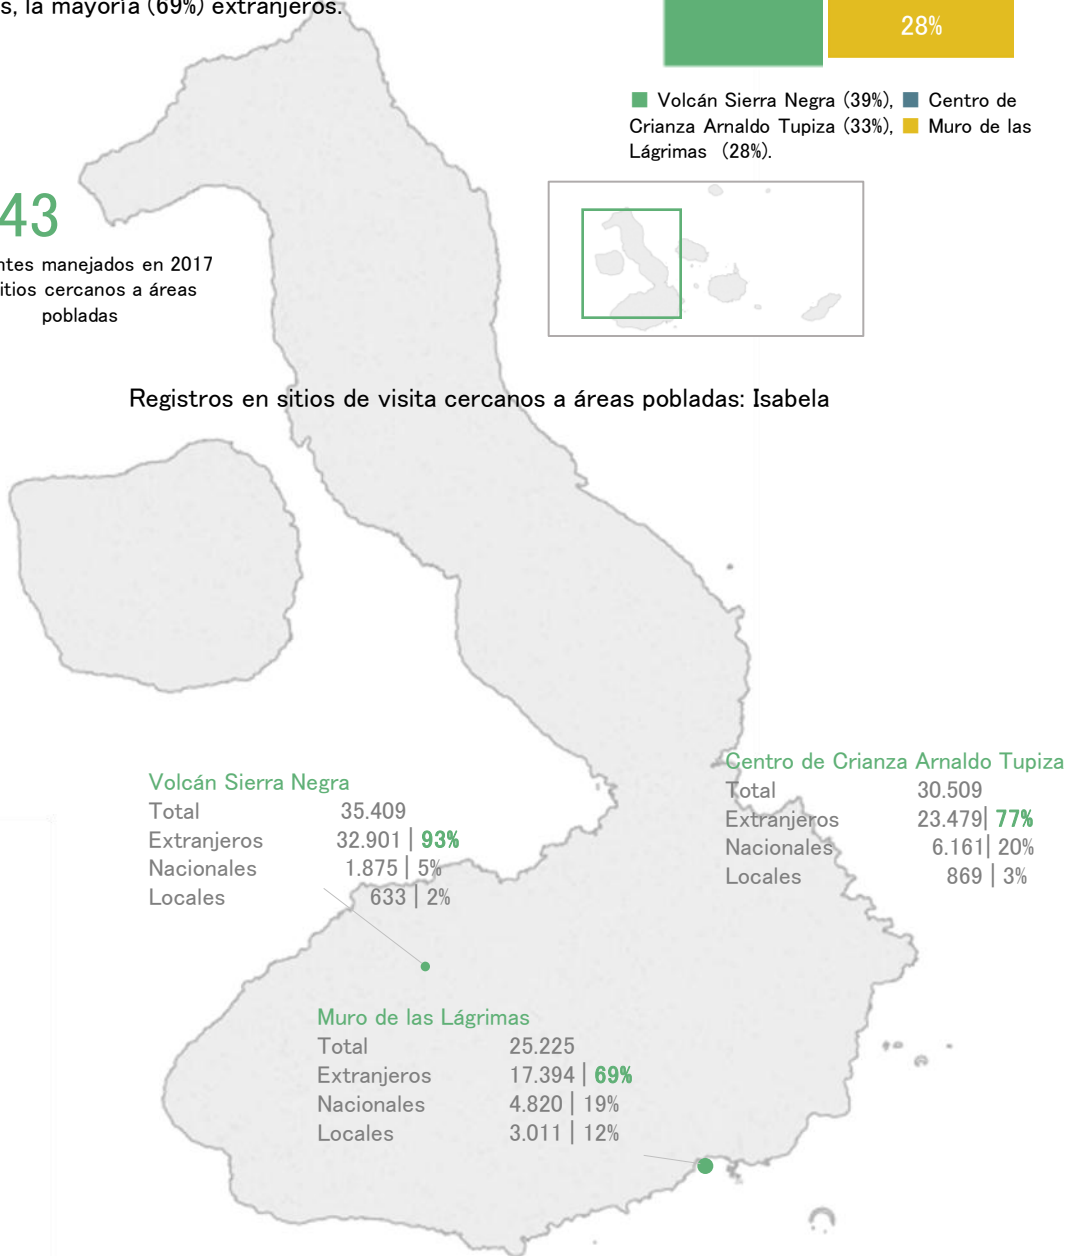 s, la mayoría (69%) extranjeros.
28%
Volcán Sierra Negra (39%), Centro de
Crianza Arnaldo Tupiza (33%), Muro de las
Lágrimas (28%).
43
ntes manejados en 2017
itios cercanos a áreas
pobladas
Registros en sitios de visita cercanos a áreas pobladas: Isabela
Centro de Crianza Arnaldo Tupiza
Total 30.509
Extranjeros 23.479| 77%
Nacionales 6.161| 20%
Locales 869 | 3%
Volcán Sierra Negra
Total 35.409
Extranjeros 32.901 | 93%
Nacionales 1.875 | 5%
Locales 633 | 2%
Muro de las Lágrimas
Total 25.225
Extranjeros 17.394 | 69%
Nacionales 4.820 | 19%
Locales 3.011 | 12%